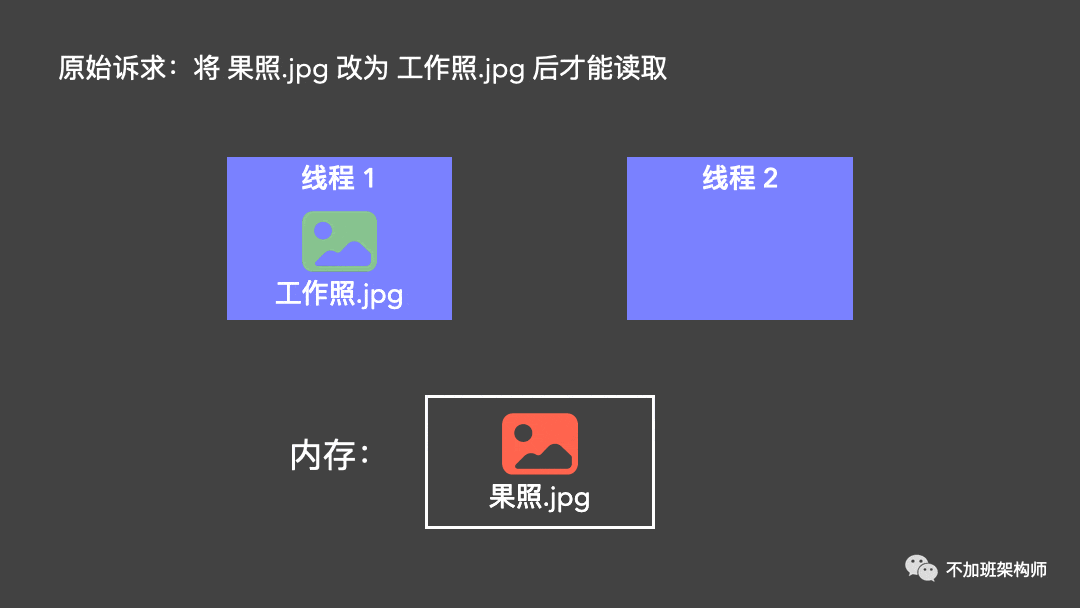 原始诉求：将 果照.jpg 改为 工作照.jpg 后才能读取
线程 1
线程 2
工作照.jpg
内存：
果照.jpg
不加班架构师